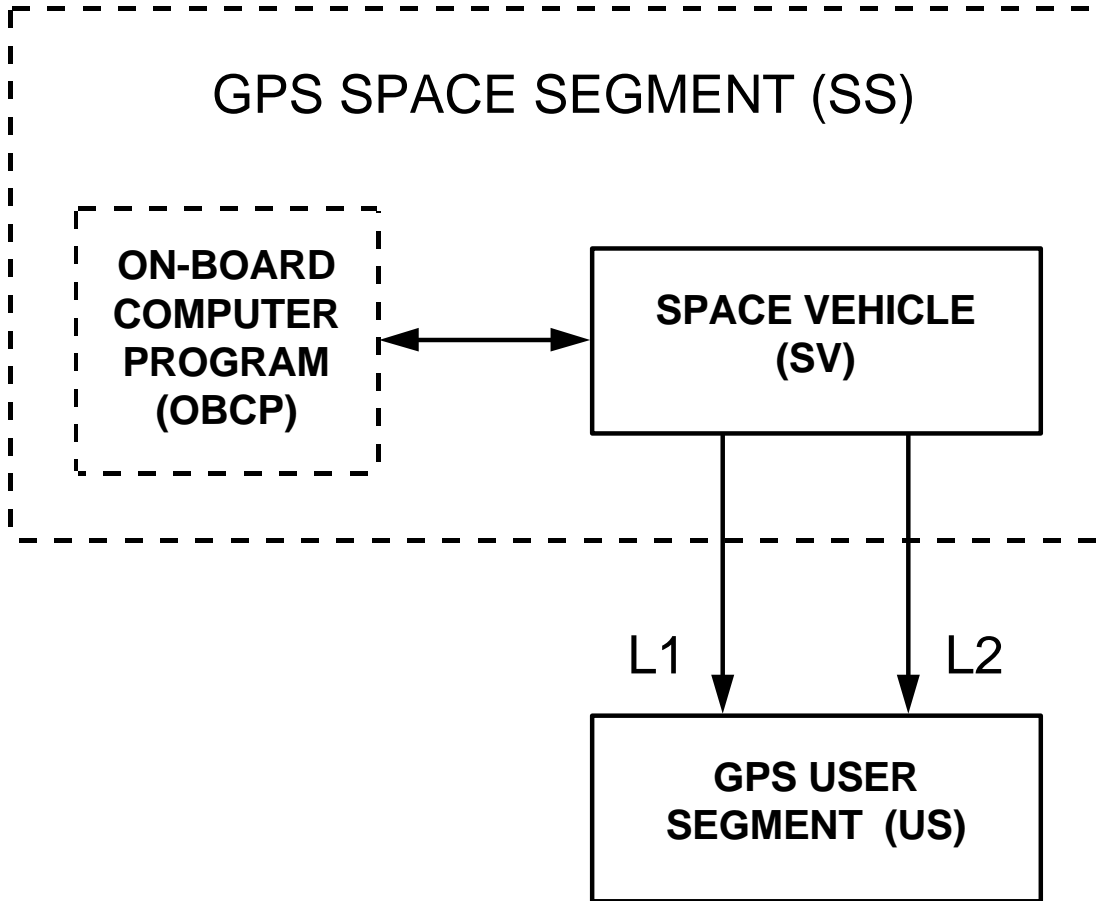 GPS SPACE SEGMENT (SS)
ON-BOARD
COMPUTER
PROGRAM
(OBCP)
SPACE VEHICLE
(SV)
L1
L2
GPS USER
SEGMENT (US)